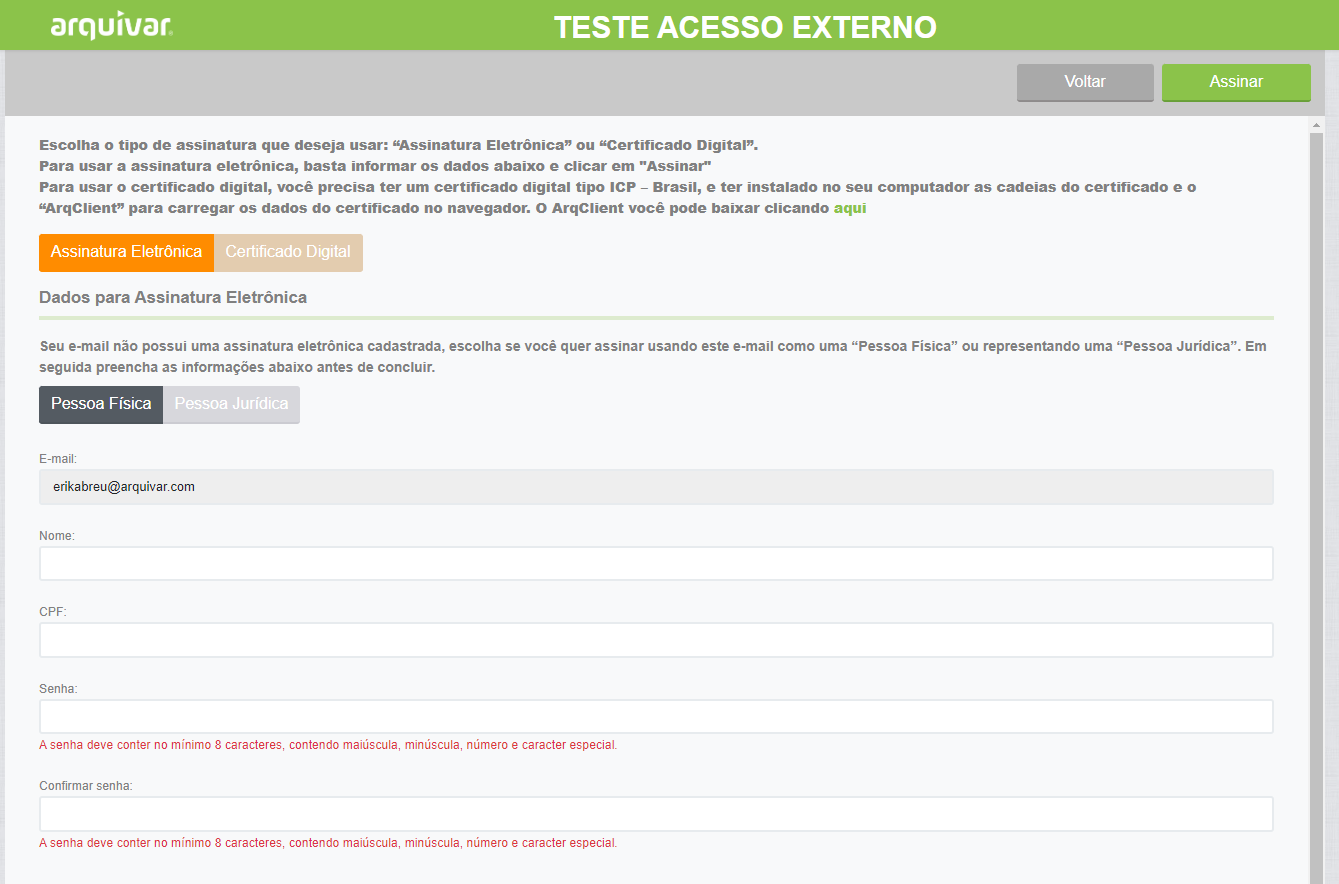 arquivar.
TESTE ACESSO EXTERNO
Voltar
Assinar
Escolha o tipo de assinatura que deseja usar: “Assinatura Eletrônica” ou “Certificado Digital”.
Para usar a assinatura eletrônica, basta informar os dados abaixo e clicar em "Assinar"
Para usar o certificado digital, você precisa ter um certificado digital tipo ICP – Brasil, e ter instalado no seu computador as cadeias do certificado e o
“ArqClient” para carregar os dados do certificado no navegador. O ArqClient você pode baixar clicando aqui
Assinatura Eletrônica
Certificado Digital
Dados para Assinatura Eletrônica
Seu e-mail não possui uma assinatura eletrônica cadastrada, escolha se você quer assinar usando este e-mail como uma “Pessoa Física” ou representando uma “Pessoa Jurídica”. Em
seguida preencha as informações abaixo antes de concluir.
Pessoa Física
Pessoa Jurídica
E-mail:
erikabreu@arquivar.com
Nome:
CPF:
Senha:
A senha deve conter no mínimo 8 caracteres, contendo maiúscula, minúscula, número e caracter especial.
Confirmar senha:
A senha deve conter no mínimo 8 caracteres, contendo maiúscula, minúscula, número e caracter especial.